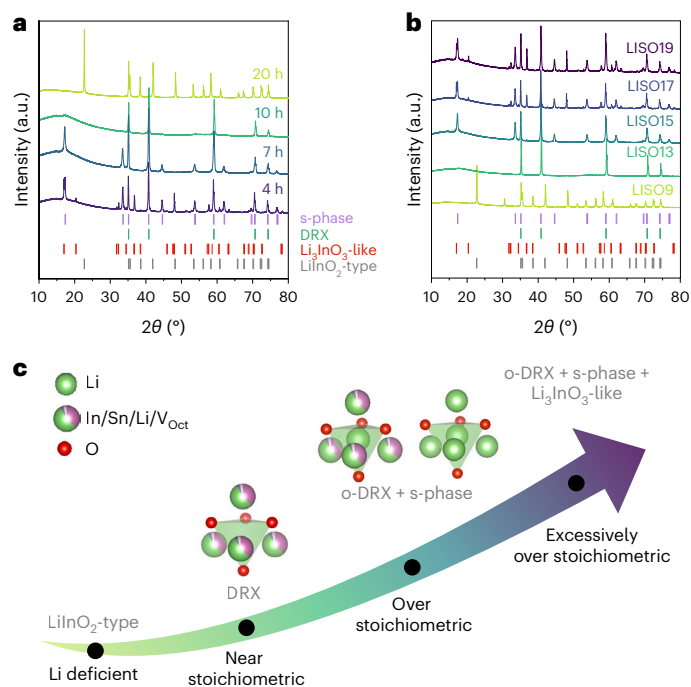 a
Intensity (a.u.)
20 h
10 h
7 h
4 h
s-phase
DRX
Li3InO3-like
LiInO2-type
10 20 30 40 50 60 70 80
2θ (°)
b
Intensity (a.u.)
LISO19
LISO17
LISO15
LISO13
LISO9
10 20 30 40 50 60 70 80
2θ (°)
c
Li
In/Sn/Li/VOct
O
o-DRX + s-phase +
Li3InO3-like
o-DRX + s-phase
DRX
LiInO2-type
Excessively
over stoichiometric
Over
stoichiometric
Near
stoichiometric
Li deficient